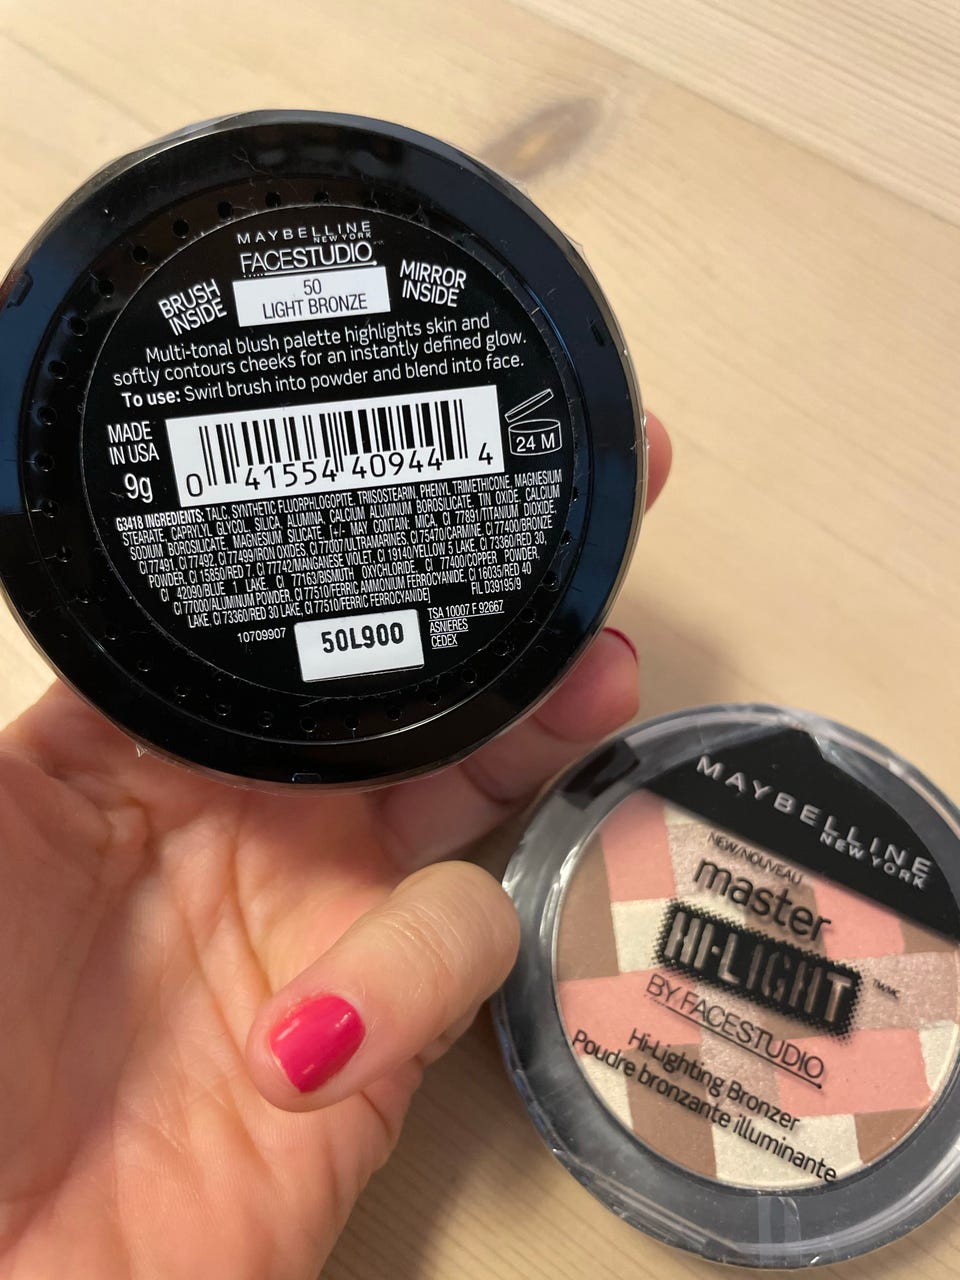 MAYBELLINE
NEW YORK
FACESTUDIO
BRUSH
INSIDE
50
LIGHT BRONZE
MIRROR
INSIDE
Multi-tonal blush palette highlights skin and
softly contours cheeks for an instantly defined glow.
To use: Swirl brush into powder and blend into face.
MADE
IN USA
9g
0 41554 40944 4
24 M
G3418 INGREDIENTS: TALC, SYNTHETIC FLUORPHLOGOPITE, TRIISOSTEARIN, PHENYL TRIMETHICONE, MAGNESIUM
STEARATE, CAPRYLYL GLYCOL, SILICA, ALUMINA, CALCIUM ALUMINUM BOROSILICATE, TIN OXIDE, CALCIUM
SODIUM BOROSILICATE, MAGNESIUM SILICATE, [+/- MAY CONTAIN: MICA, CI 77891/TITANIUM DIOXIDE,
CI 77491, CI 77492, CI 77499/IRON OXIDES, CI 77007/ULTRAMARINES, CI 75470/CARMINE, CI 77400/BRONZE
POWDER, CI 15850/RED 7, CI 77742/MANGANESE VIOLET, CI 19140/YELLOW 5 LAKE, CI 73360/RED 30,
CI 42090/BLUE 1 LAKE, CI 77163/BISMUTH OXYCHLORIDE, CI 77400/COPPER POWDER,
CI 77000/ALUMINUM POWDER, CI 77510/FERRIC AMMONIUM FERROCYANIDE, CI 16035/RED 40
LAKE, CI 73360/RED 30 LAKE, CI 77510/FERRIC FERROCYANIDE]
FIL D39195/9
10709907
50L900
TSA 10007 F 92667
ASNIERES
CEDEX
MAYBELLINE
NEW YORK
NEW/NOUVEAU
master
HI-LIGHT
TM/MC
BY FACESTUDIO
Hi-Lighting Bronzer
Poudre bronzante illuminante